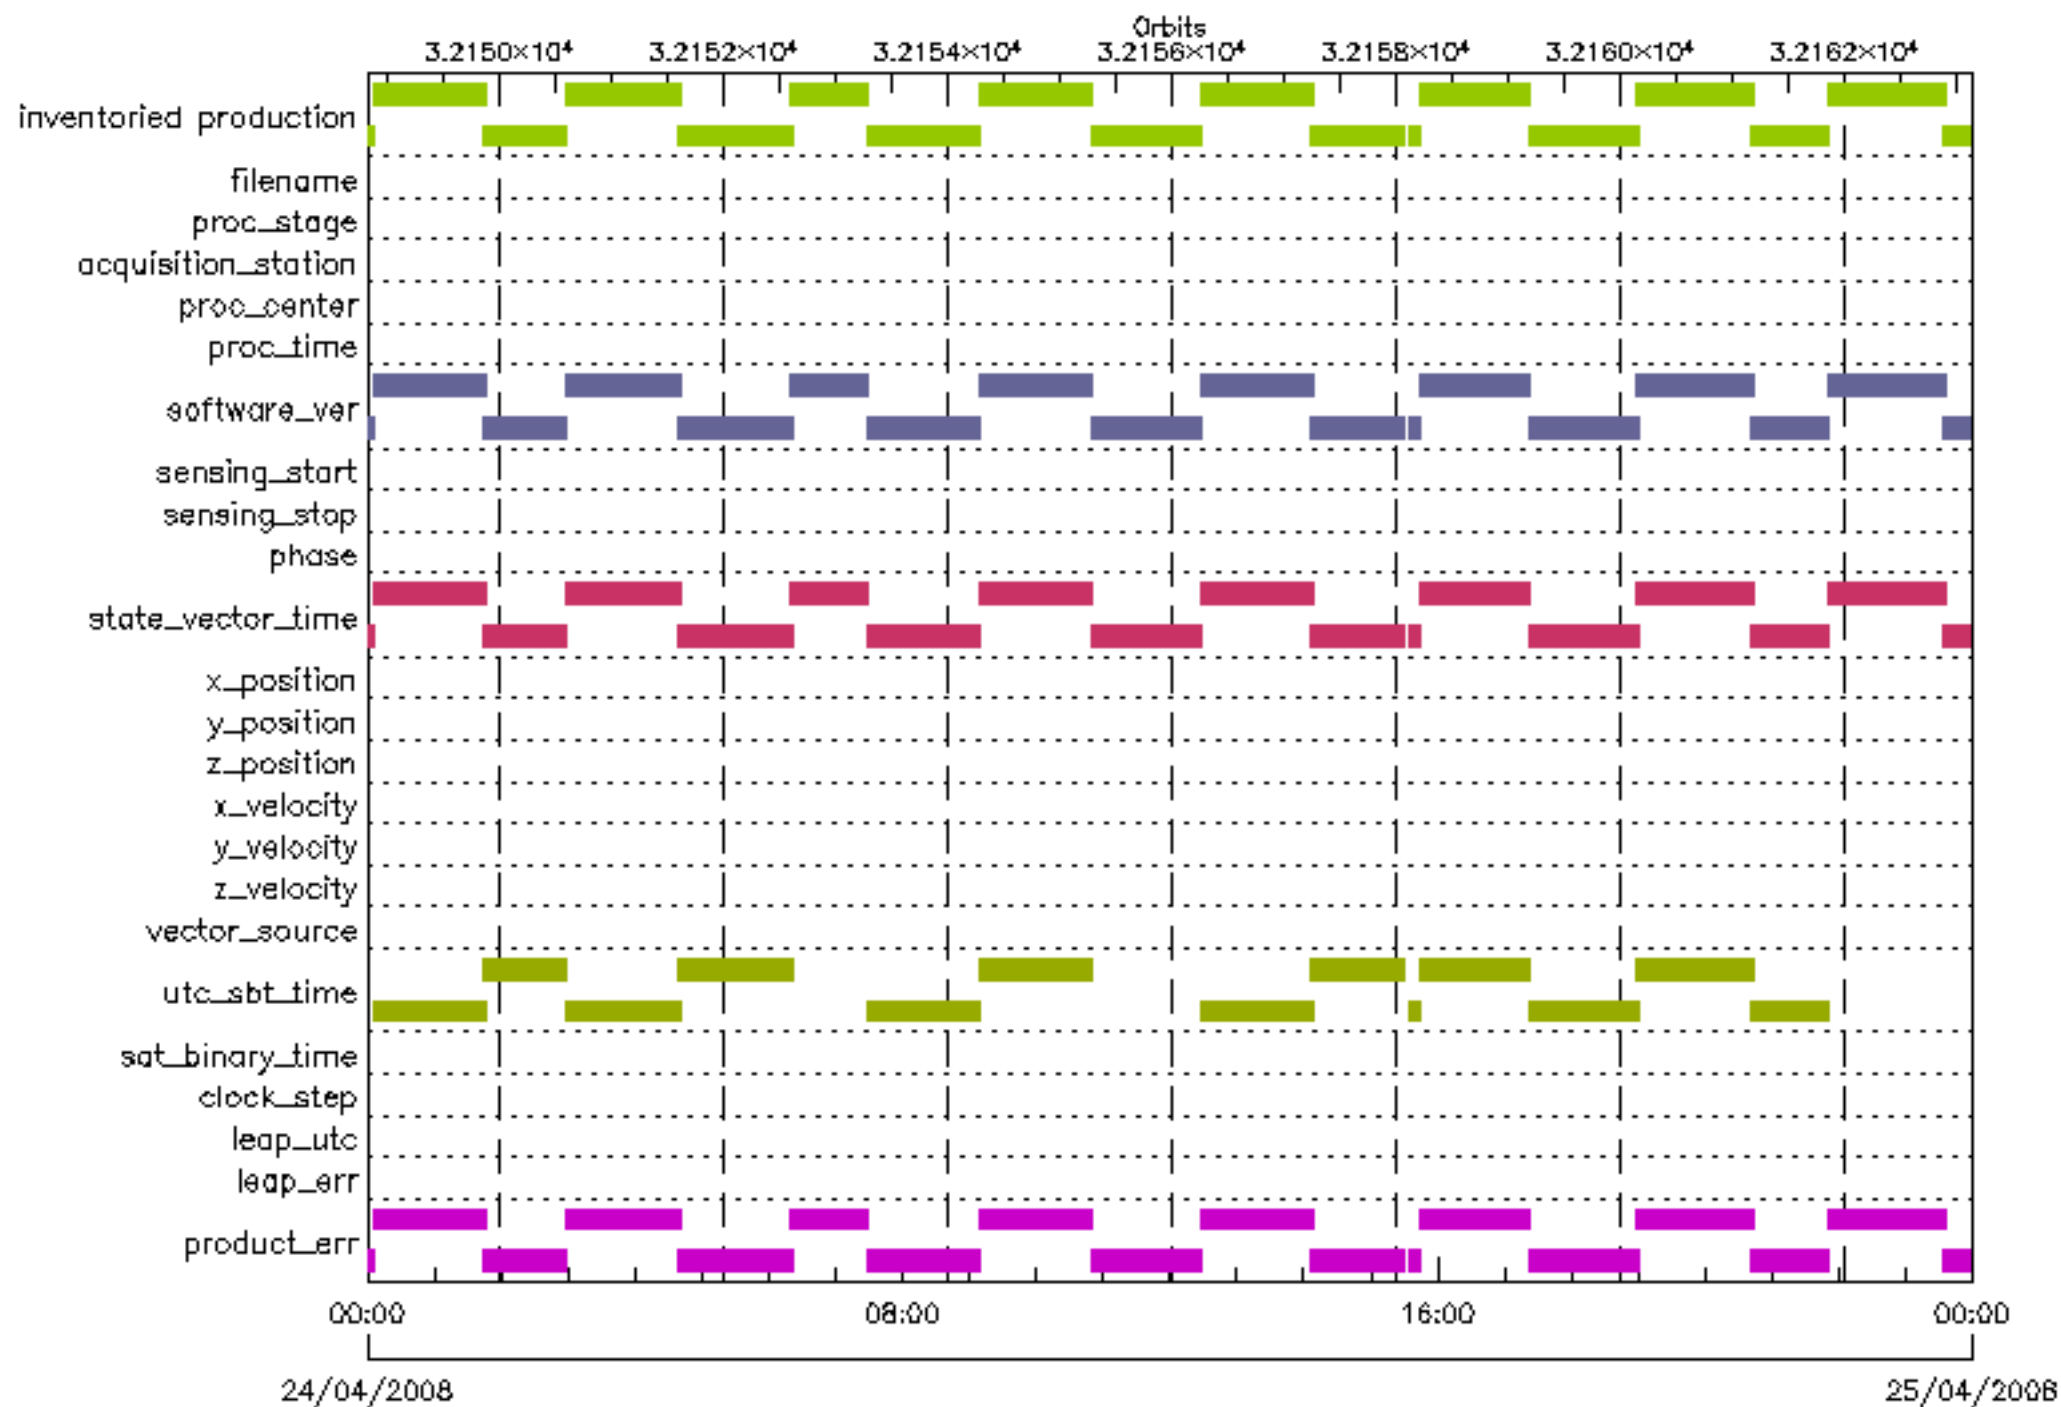 Orbits
3.2150×10⁴ 3.2152×10⁴ 3.2154×10⁴ 3.2156×10⁴ 3.2158×10⁴ 3.2160×10⁴ 3.2162×10⁴
inventoried production
filename
proc_stage
acquisition_station
proc_center
proc_time
software_ver
sensing_start
sensing_stop
phase
state_vector_time
x_position
y_position
z_position
x_velocity
y_velocity
z_velocity
vector_source
utc_sbt_time
sat_binary_time
clock_step
leap_utc
leap_err
product_err
00:00 08:00 16:00 00:00
24/04/2008 25/04/2008